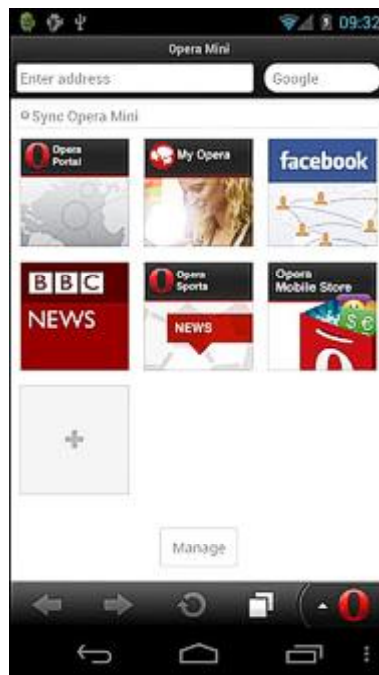 09:32
Opera Mini
Enter address
Google
Sync Opera Mini
Opera
Portal
My Opera
facebook
BBC
NEWS
Opera
Sports
NEWS
Opera
Mobile Store
S €
Manage